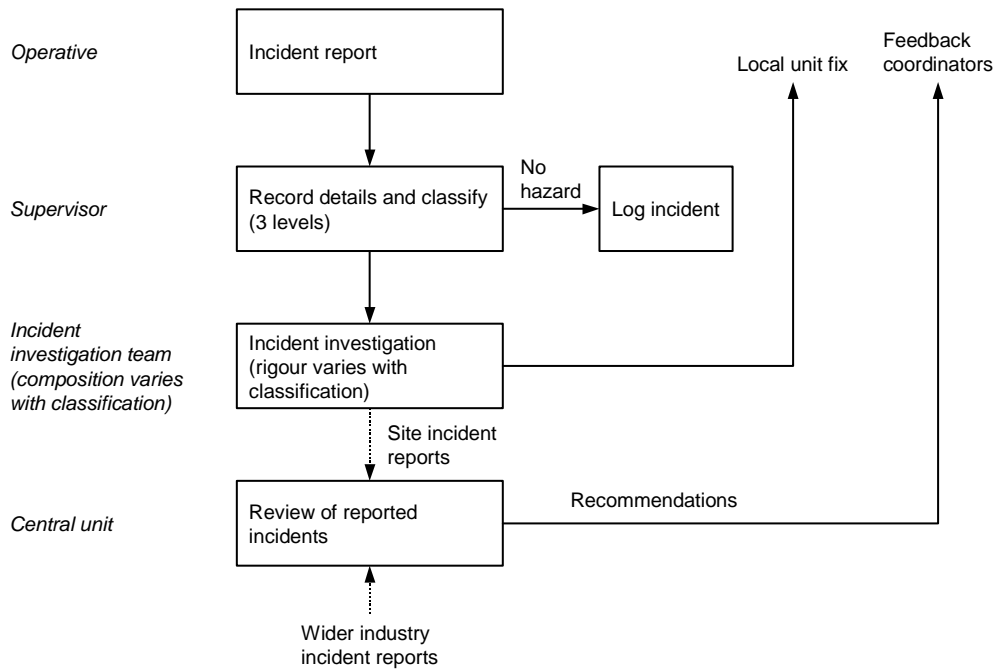 Operative
Incident report
Local unit fix
Feedback
coordinators
Supervisor
Record details and classify
(3 levels)
No
hazard
Log incident
Incident
investigation team
(composition varies
with classification)
Incident investigation
(rigour varies with
classification)
Site incident
reports
Central unit
Review of reported
incidents
Recommendations
Wider industry
incident reports